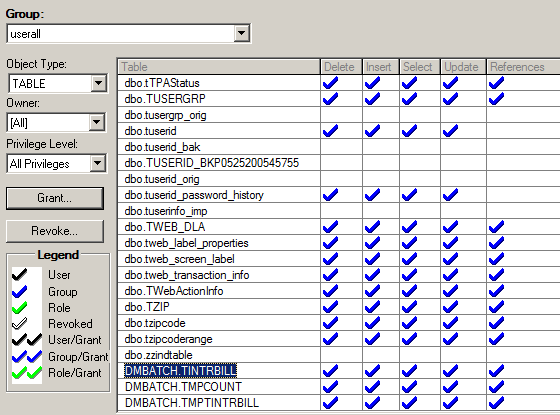 Group:
userall
Object Type:
TABLE
Owner:
[All]
Privilege Level:
All Privileges
Grant...
Revoke...
Legend
User
Group
Role
Revoked
User/Grant
Group/Grant
Role/Grant
Table Delete Insert Select Update References
dbo.tTPAStatus
dbo.TUSERGRP
dbo.tusergrp_orig
dbo.tuserid
dbo.tuserid_bak
dbo.TUSERID_BKP0525200545755
dbo.tuserid_orig
dbo.tuserid_password_history
dbo.tuserinfo_imp
dbo.TWEB_DLA
dbo.tweb_label_properties
dbo.tweb_screen_label
dbo.tweb_transaction_info
dbo.TWebActionInfo
dbo.TZIP
dbo.tzipcode
dbo.tzipcoderange
dbo.zzindtable
DMBATCH.TINTRBILL
DMBATCH.TMPCOUNT
DMBATCH.TMPTINTRBILL